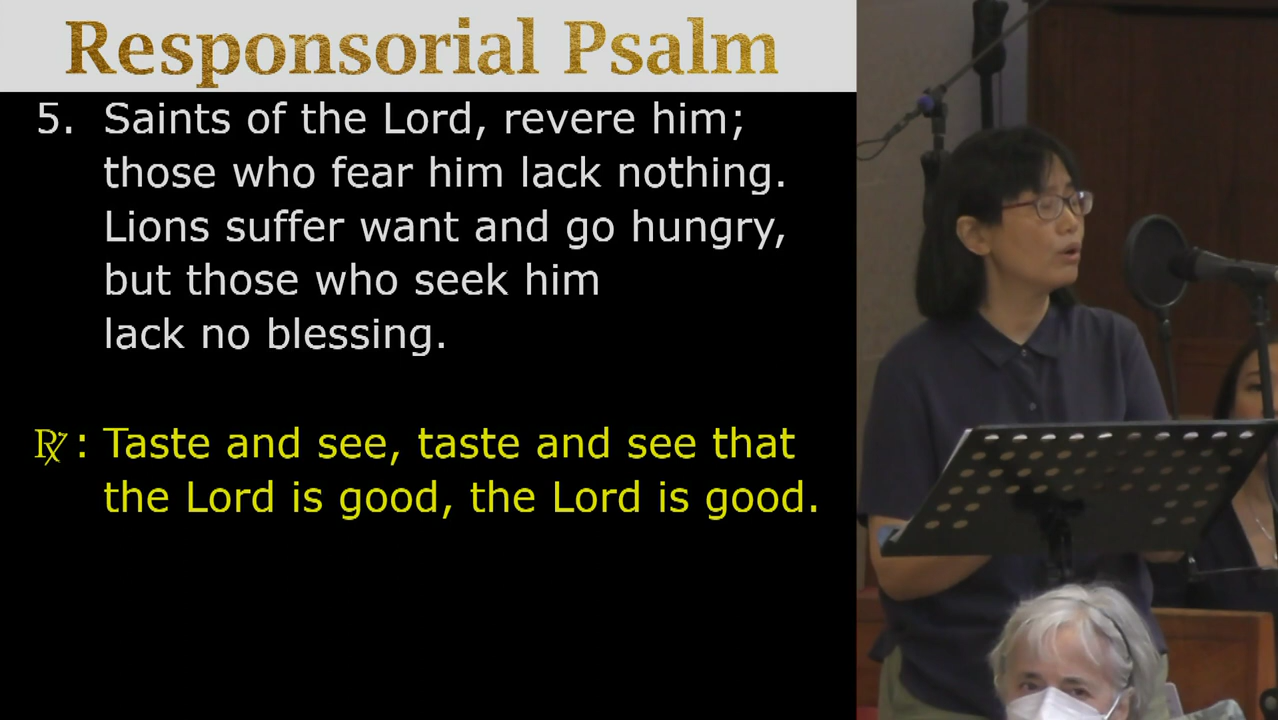 Responsorial Psalm
5. Saints of the Lord, revere him;
those who fear him lack nothing.
Lions suffer want and go hungry,
but those who seek him
lack no blessing.
℟: Taste and see, taste and see that
the Lord is good, the Lord is good.